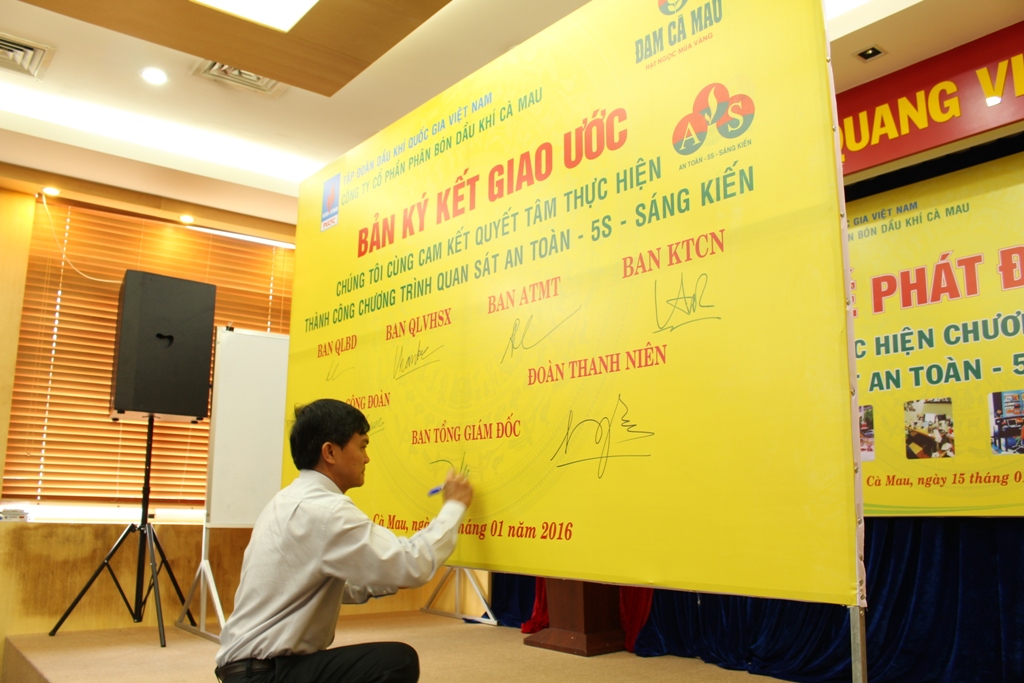 ĐẠM CÀ MAU
HẠT NGỌC MÙA VÀNG
TẬP ĐOÀN DẦU KHÍ QUỐC GIA VIỆT NAM
CÔNG TY CỔ PHẦN PHÂN BÓN DẦU KHÍ CÀ MAU
A 5 S
AN TOÀN - 5S - SÁNG KIẾN
BẢN KÝ KẾT GIAO ƯỚC
CHÚNG TÔI CÙNG CAM KẾT QUYẾT TÂM THỰC HIỆN
THÀNH CÔNG CHƯƠNG TRÌNH QUAN SÁT AN TOÀN - 5S - SÁNG KIẾN
BAN QLBD
BAN QLVHSX
BAN ATMT
BAN KTCN
CÔNG ĐOÀN
ĐOÀN THANH NIÊN
BAN TỔNG GIÁM ĐỐC
Cà Mau, ngày tháng 01 năm 2016
QUANG VI
GIA VIỆT NAM
BÓN DẦU KHÍ CÀ MAU
PHÁT Đ
C HIỆN CHƯƠ
AN TOÀN - 5
Cà Mau, ngày 15 tháng 01